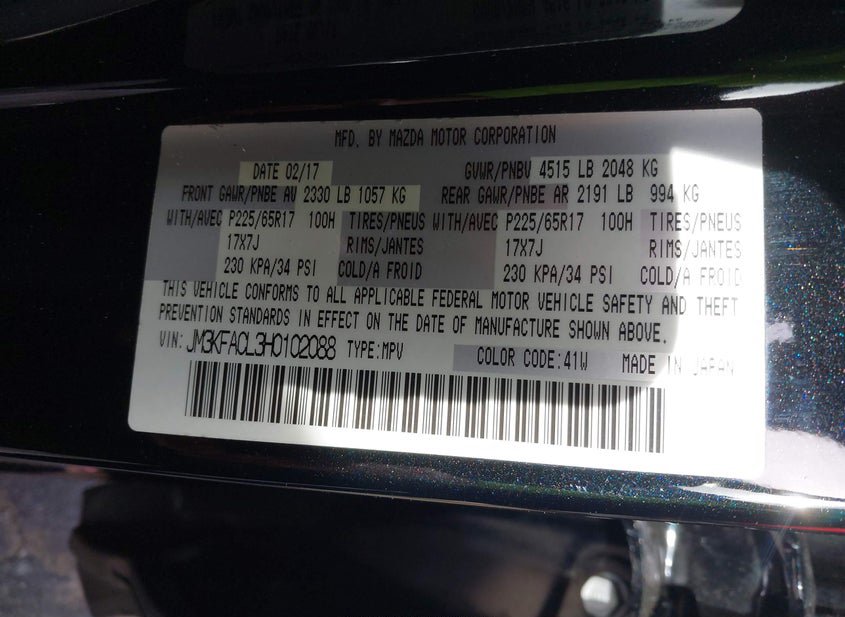 MFD. BY MAZDA MOTOR CORPORATION
DATE 02/17 GVWR/PNBV 4515 LB 2048 KG
FRONT GAWR/PNBE AV 2330 LB 1057 KG REAR GAWR/PNBE AR 2191 LB 994 KG
WITH/AVEC P225/65R17 100H TIRES/PNEUS WITH/AVEC P225/65R17 100H TIRES/PNEUS
17X7J RIMS/JANTES 17X7J RIMS/JANTES
230 KPA/34 PSI COLD/A FROID 230 KPA/34 PSI COLD/A FROID
THIS VEHICLE CONFORMS TO ALL APPLICABLE FEDERAL MOTOR VEHICLE SAFETY AND THEFT
PREVENTION STANDARDS IN EFFECT ON THE DATE OF MANUFACTURE SHOWN ABOVE.
VIN: JM3KFACL3H0102088 TYPE:MPV COLOR CODE:41W MADE IN JAPAN